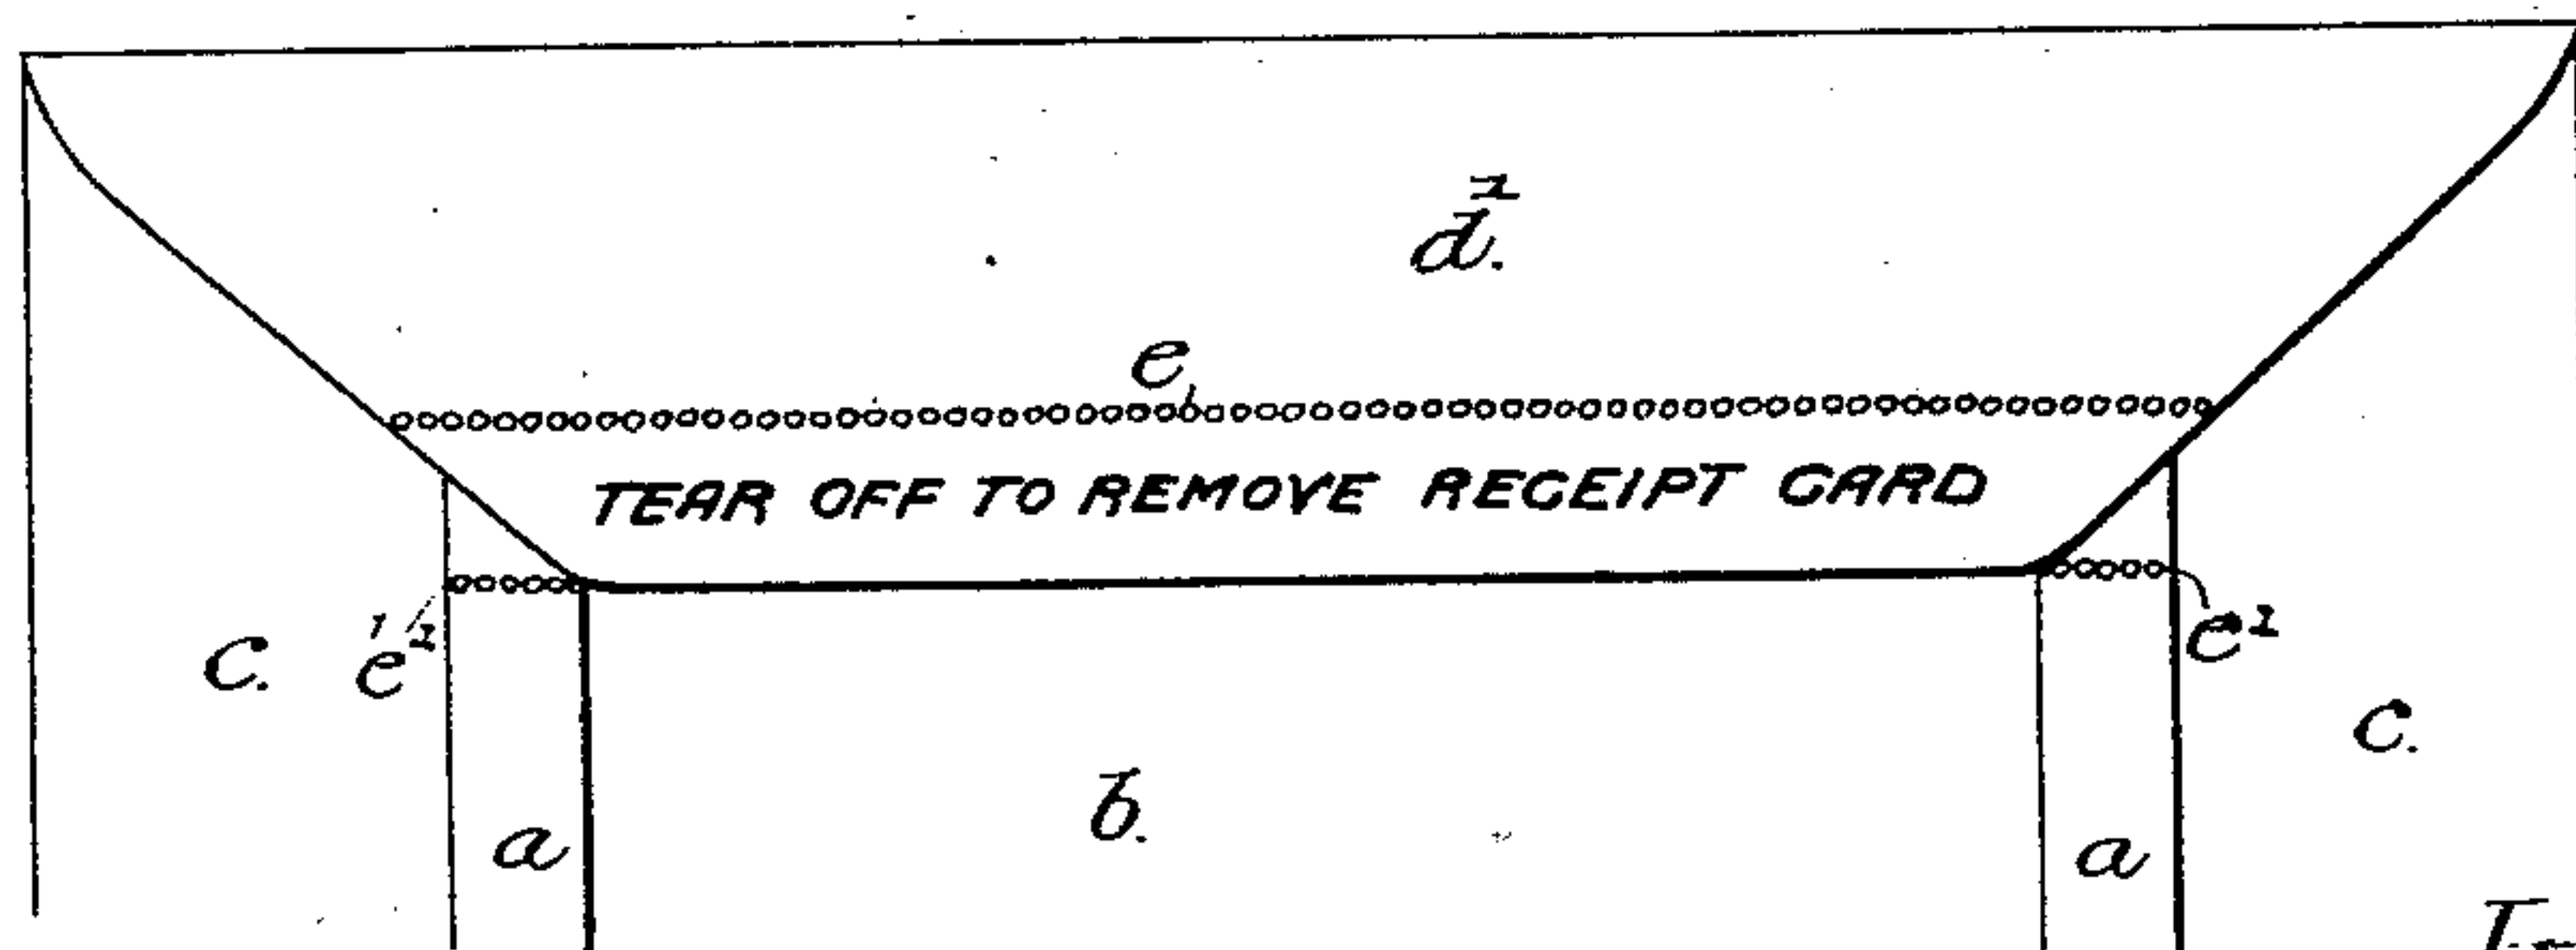 d¹.
e
TEAR OFF TO REMOVE RECEIPT CARD
e¹
e¹
c.
c.
b.
a
a